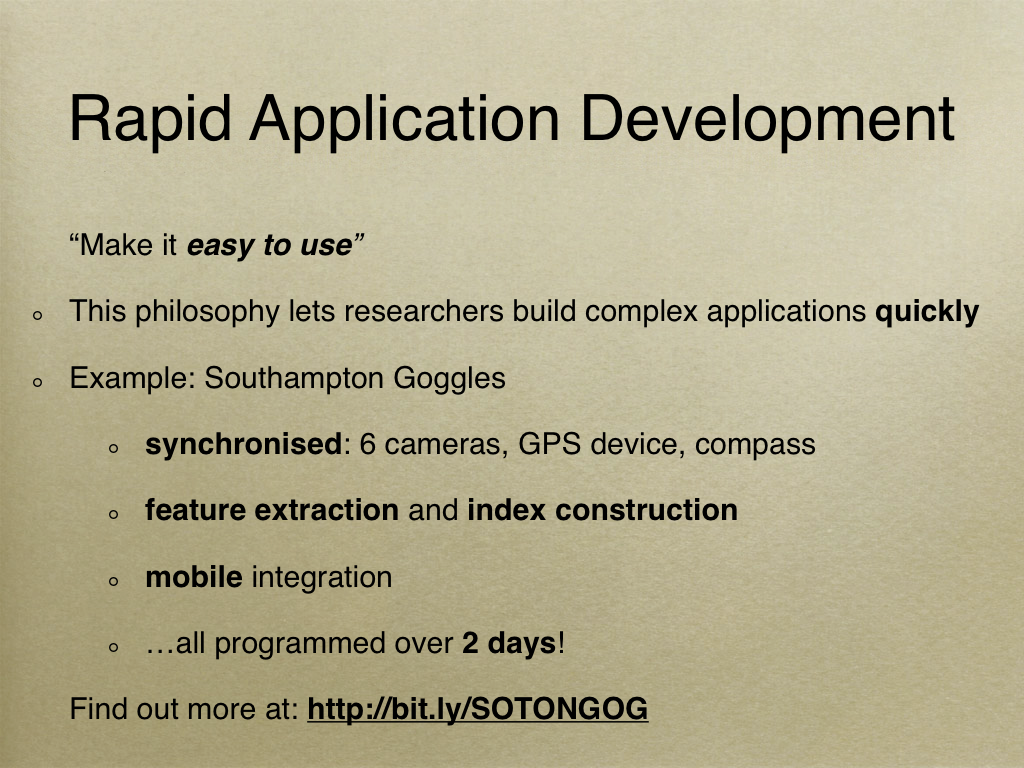 Rapid Application Development
“Make it easy to use”
This philosophy lets researchers build complex applications quickly
Example: Southampton Goggles
synchronised: 6 cameras, GPS device, compass
feature extraction and index construction
mobile integration
…all programmed over 2 days!
Find out more at: http://bit.ly/SOTONGOG